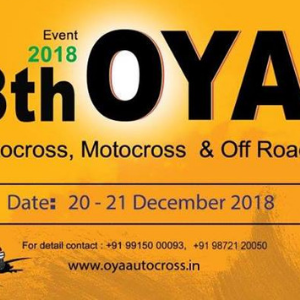 Event
2018
8th OYA
ocross, Motocross & Off Road
Date: 20 - 21 December 2018
For detail contact : +91 99150 00093, +91 98721 20050
www.oyaautocross.in